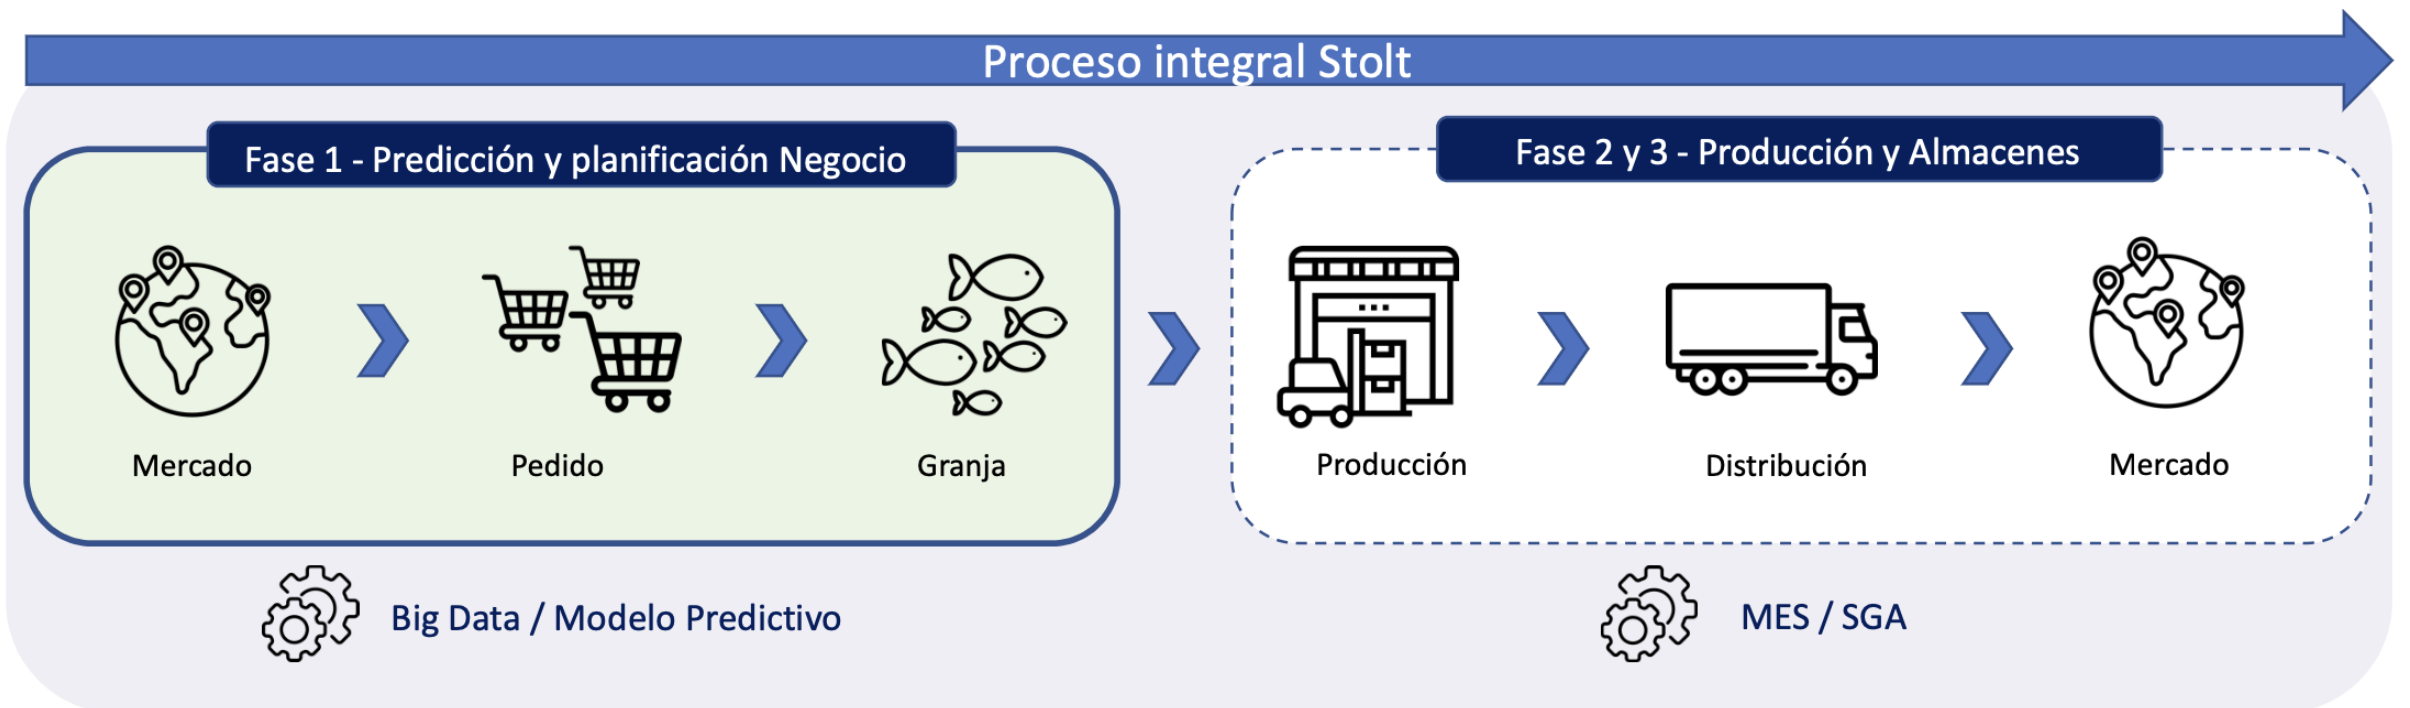 Proceso integral Stolt
Fase 1 - Predicción y planificación Negocio
Mercado
Pedido
Granja
Big Data / Modelo Predictivo
Fase 2 y 3 - Producción y Almacenes
Producción
Distribución
Mercado
MES / SGA